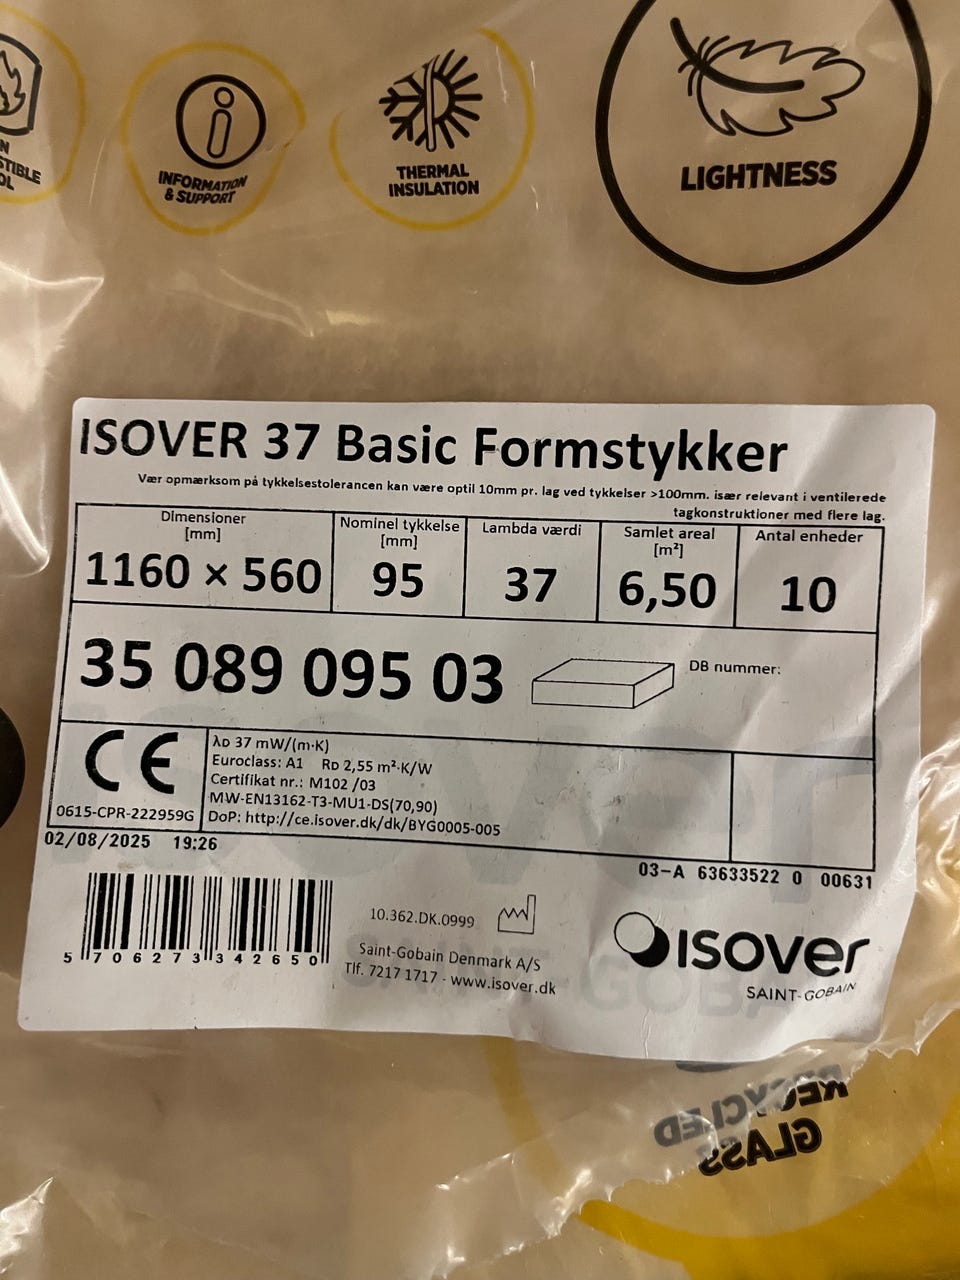 N
STIBLE
OL
INFORMATION
& SUPPORT
THERMAL
INSULATION
LIGHTNESS
ISOVER 37 Basic Formstykker
Vær opmærksom på tykkelsestolerancen kan være optil 10mm pr. lag ved tykkelser >100mm. især relevant i ventilerede
tagkonstruktioner med flere lag.
Dimensioner
[mm]
1160 × 560
Nominel tykkelse
[mm]
95
Lambda værdi
37
Samlet areal
[m²]
6,50
Antal enheder
10
35 089 095 03
DB nummer:
CE
0615-CPR-222959G
λD 37 mW/(m·K)
Euroclass: A1 RD 2,55 m²·K/W
Certifikat nr.: M102 /03
MW-EN13162-T3-MU1-DS(70,90)
DoP: http://ce.isover.dk/dk/BYG0005-005
02/08/2025 19:26
03-A 63633522 0 00631
5 706273 342650
10.362.DK.0999
Saint-Gobain Denmark A/S
Tlf. 7217 1717 - www.isover.dk
isover
SAINT-GOBAIN
RECYCLED
GLASS